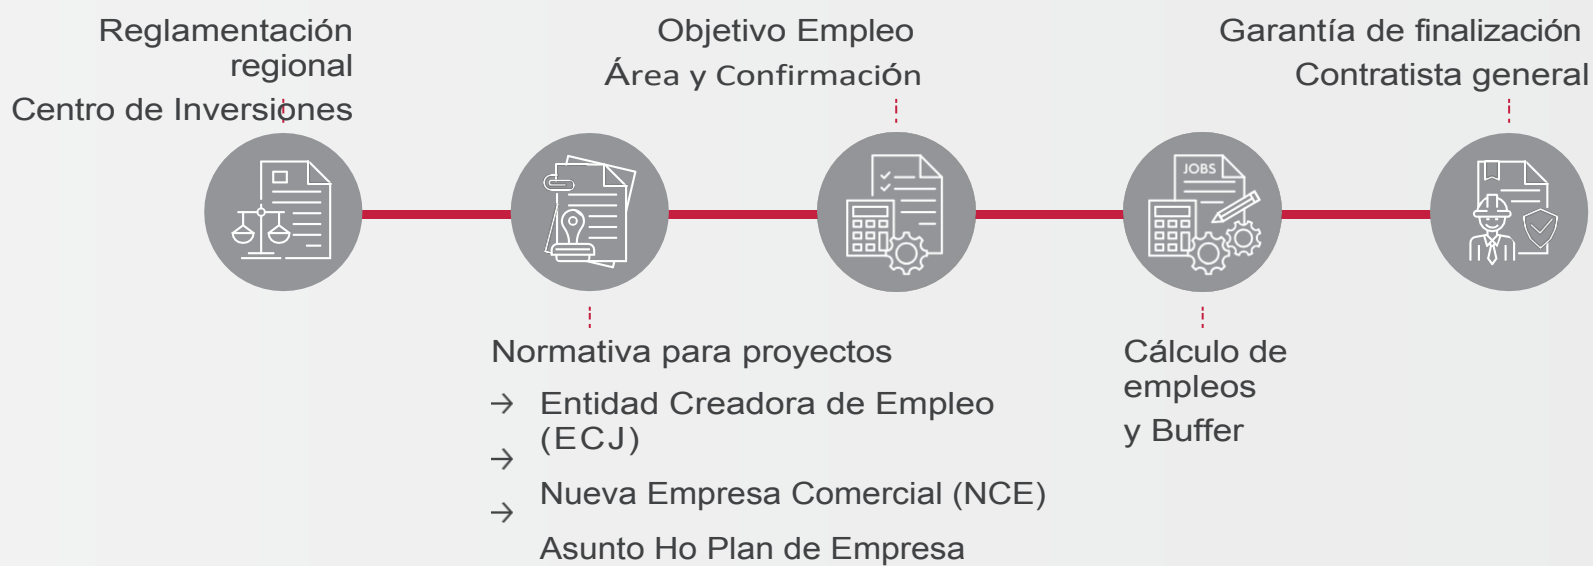 Reglamentación
regional
Centro de Inversiones
Objetivo Empleo
Área y Confirmación
Garantía de finalización
Contratista general
JOBS
Normativa para proyectos
→ Entidad Creadora de Empleo
(ECJ)
→
Nueva Empresa Comercial (NCE)
→
Asunto Ho Plan de Empresa
Cálculo de
empleos
y Buffer